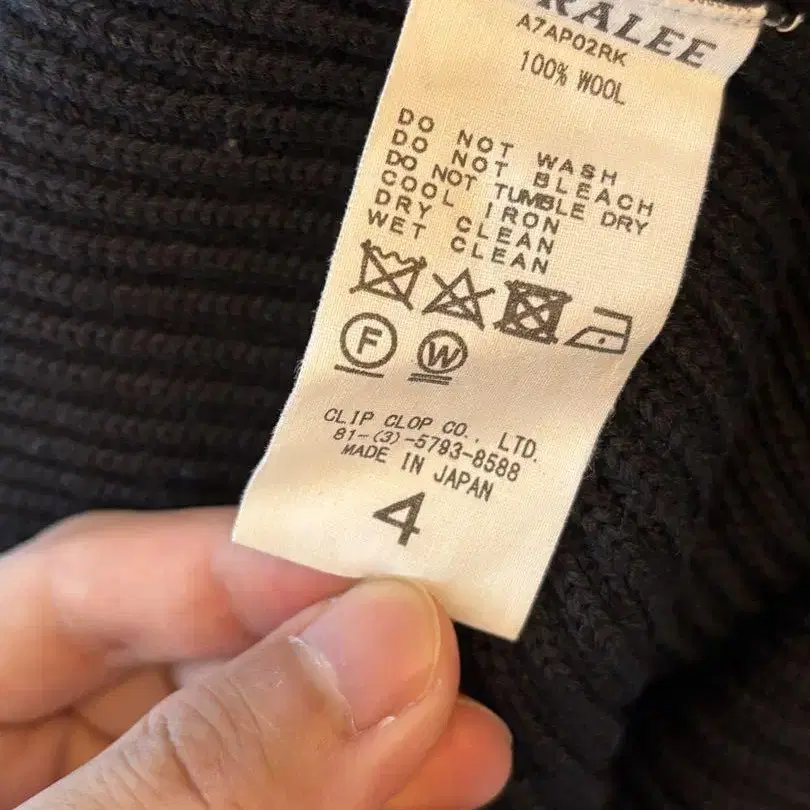 RALEE
A7AP02RK
100% WOOL
DO NOT WASH
DO NOT BLEACH
DO NOT TUMBLE DRY
COOL IRON
DRY CLEAN
WET CLEAN
F W
CLIP CLOP CO., LTD.
81-(3)-5793-8588
MADE IN JAPAN
4